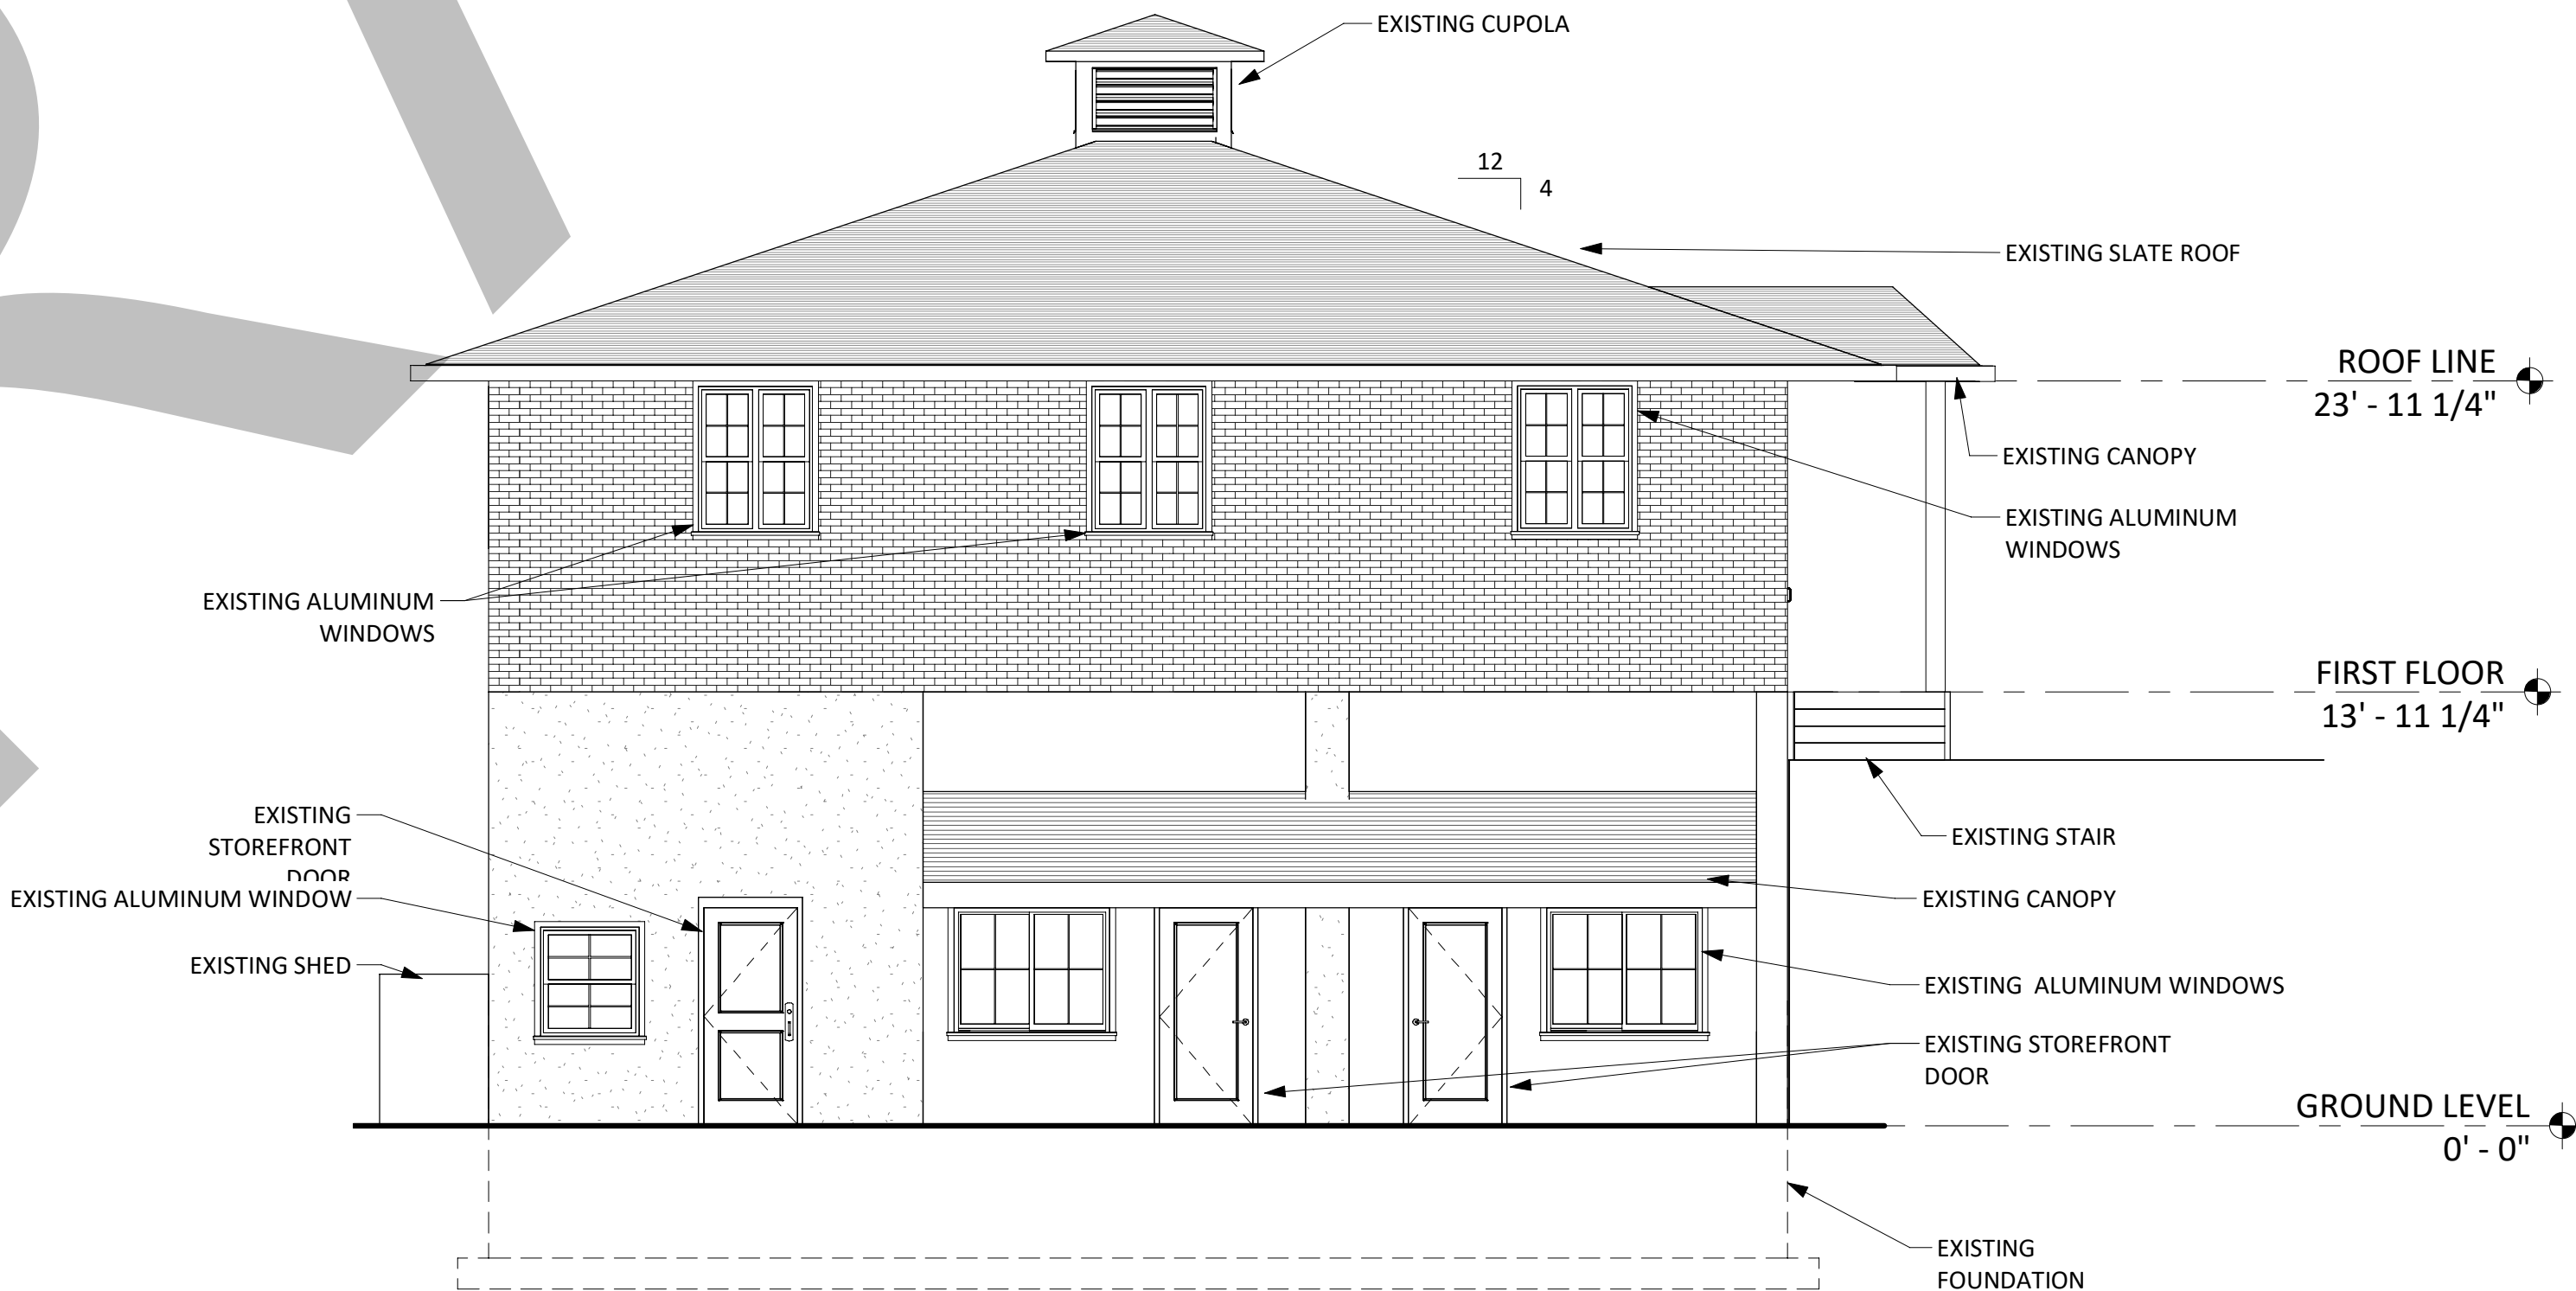 EXISTING CUPOLA
12
4
EXISTING SLATE ROOF
ROOF LINE
23' - 11 1/4"
EXISTING CANOPY
EXISTING ALUMINUM
WINDOWS
EXISTING ALUMINUM
WINDOWS
FIRST FLOOR
13' - 11 1/4"
EXISTING
STOREFRONT
DOOR
EXISTING STAIR
EXISTING ALUMINUM WINDOW
EXISTING CANOPY
EXISTING SHED
EXISTING  ALUMINUM WINDOWS
EXISTING STOREFRONT
DOOR
GROUND LEVEL
0' - 0"
EXISTING
FOUNDATION